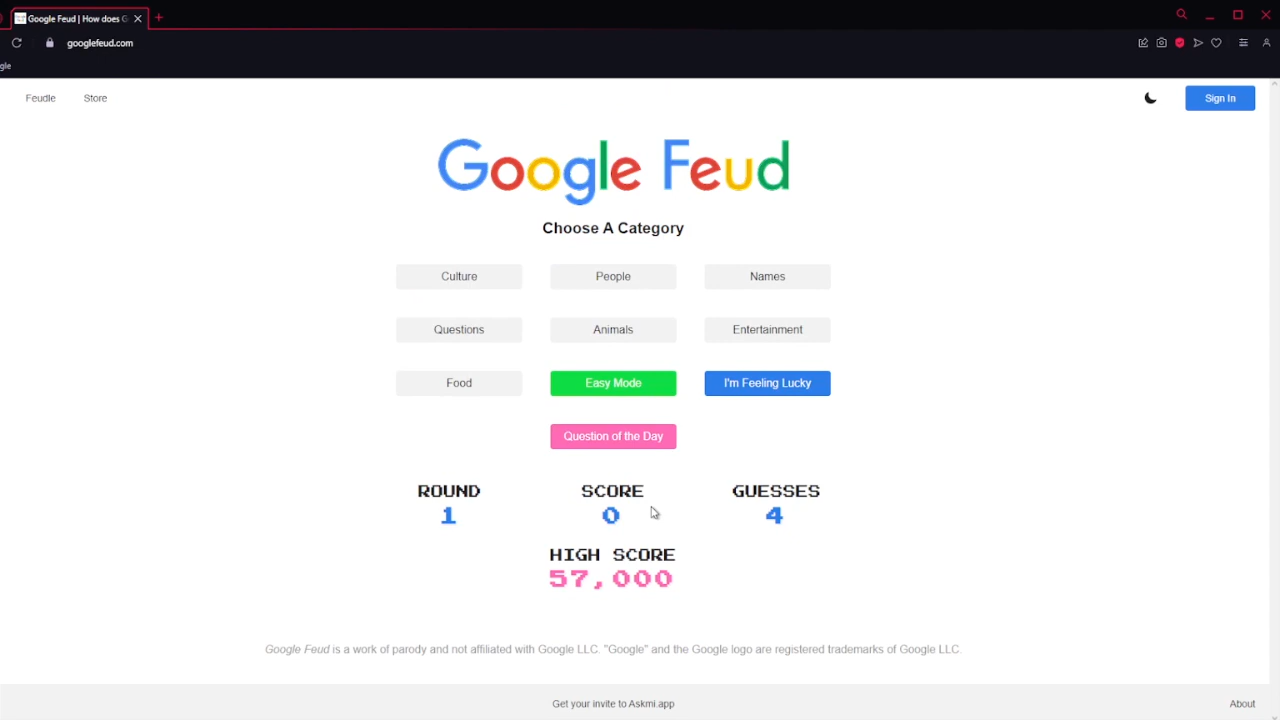 Google Feud | How does G
googlefeud.com
gle
Feudle
Store
Sign In
Google Feud
Choose A Category
Culture
People
Names
Questions
Animals
Entertainment
Food
Easy Mode
I'm Feeling Lucky
Question of the Day
ROUND
SCORE
GUESSES
1
0
4
HIGH SCORE
57,000
Google Feud is a work of parody and not affiliated with Google LLC. "Google" and the Google logo are registered trademarks of Google LLC.
Get your invite to Askmi.app
About